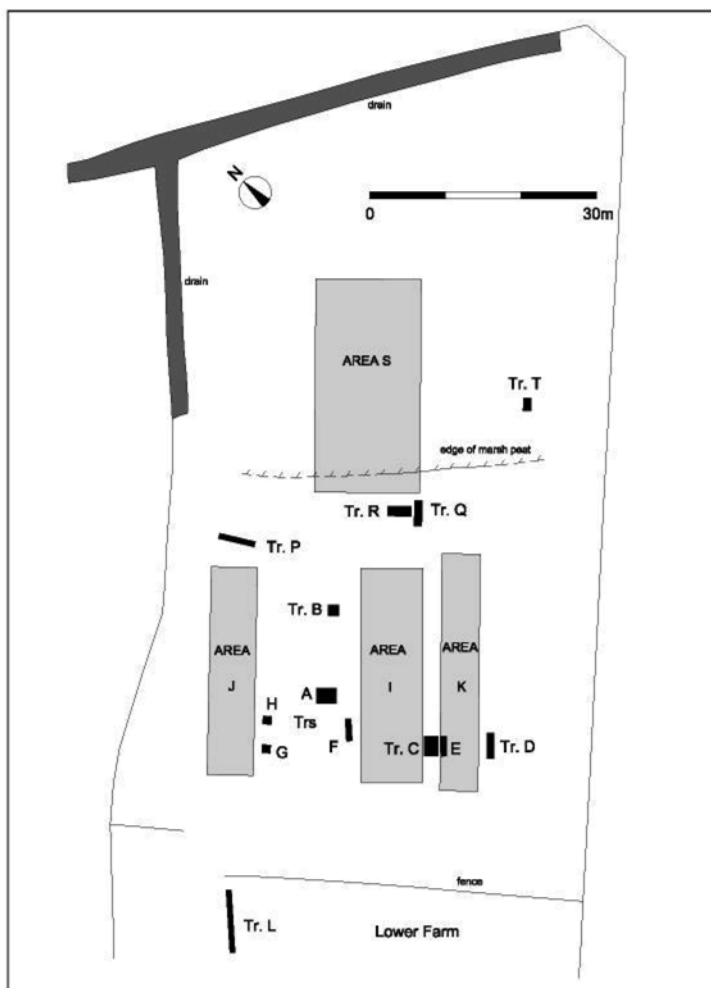 drain
N
0 30m
drain
AREA S
Tr. T
edge of marsh peat
Tr. R Tr. Q
Tr. P
Tr. B
AREA
J
AREA
I
AREA
K
A
H
Trs
F
G
Tr. C E Tr. D
fence
Tr. L
Lower Farm